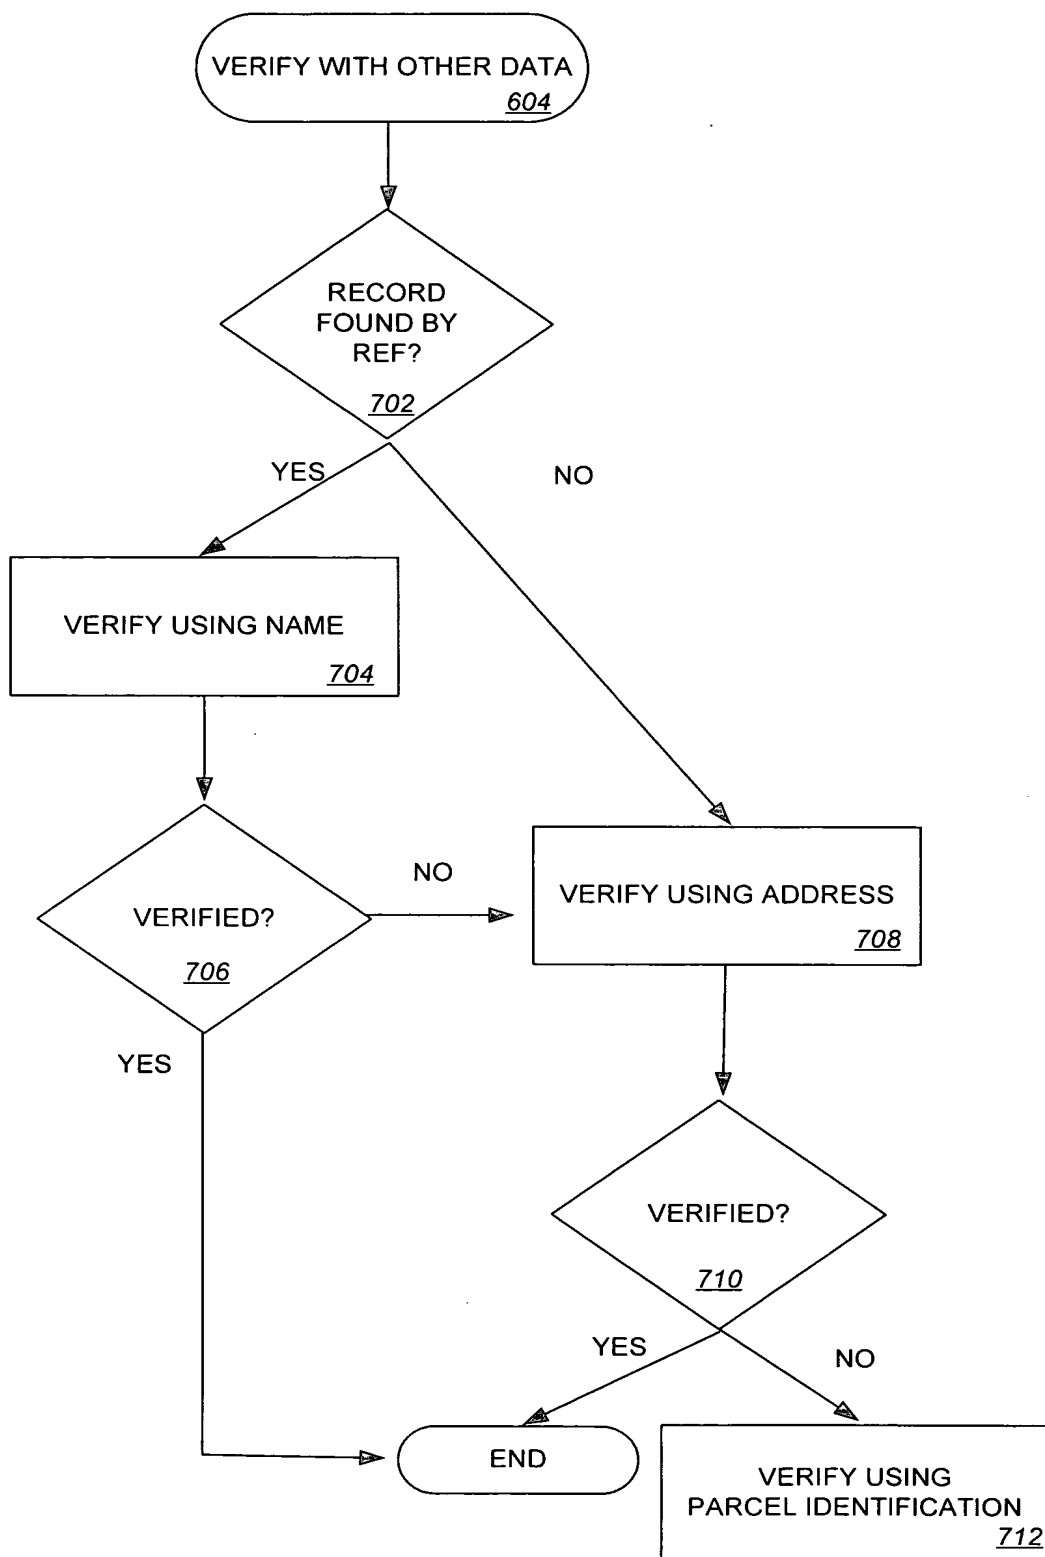 VERIFY WITH OTHER DATA
604
RECORD
FOUND BY
REF?
702
YES
NO
VERIFY USING NAME
704
NO
VERIFY USING ADDRESS
708
VERIFIED?
706
YES
VERIFIED?
710
YES
NO
END
VERIFY USING
PARCEL IDENTIFICATION
712